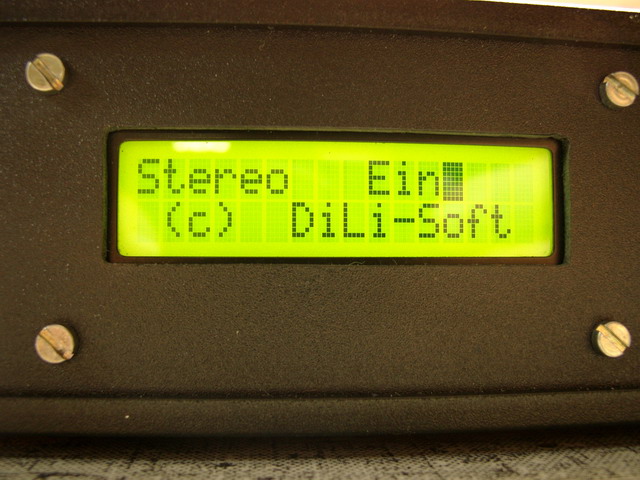 Stereo Ein
(c) DiLi-Soft